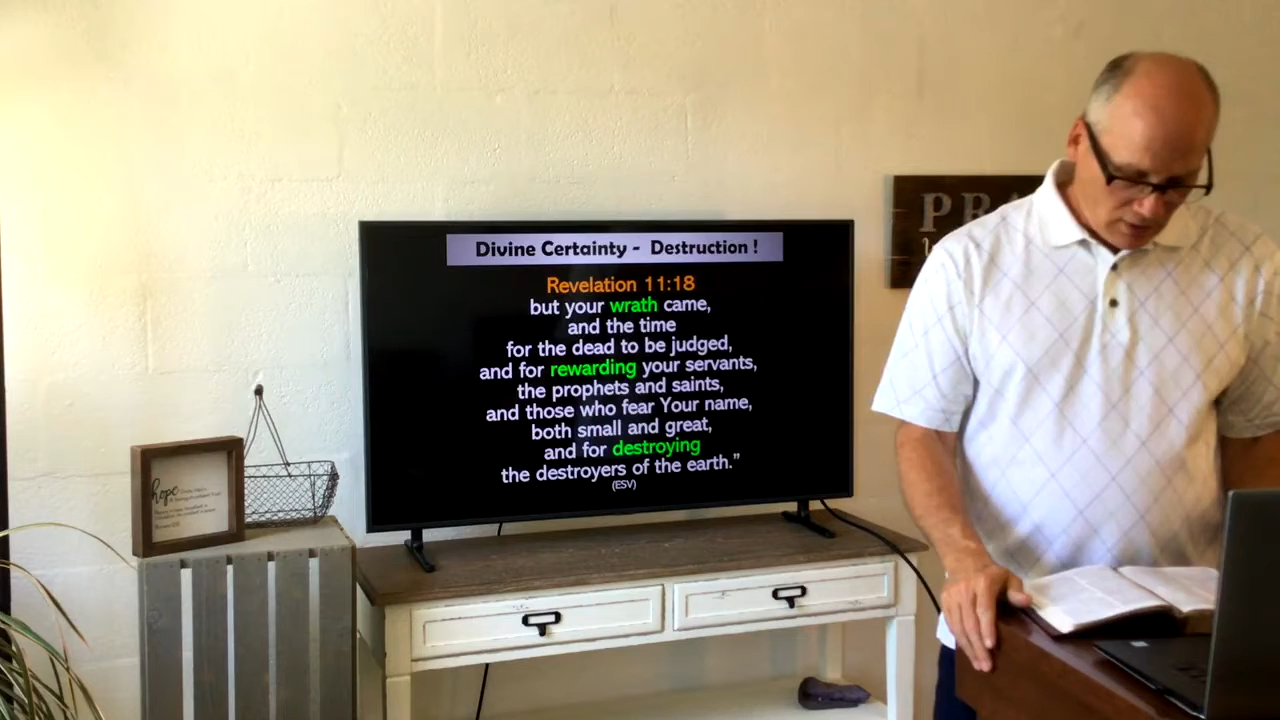 Divine Certainty - Destruction !
Revelation 11:18
but your wrath came,
and the time
for the dead to be judged,
and for rewarding your servants,
the prophets and saints,
and those who fear Your name,
both small and great,
and for destroying
the destroyers of the earth.”
(ESV)
hope
PR